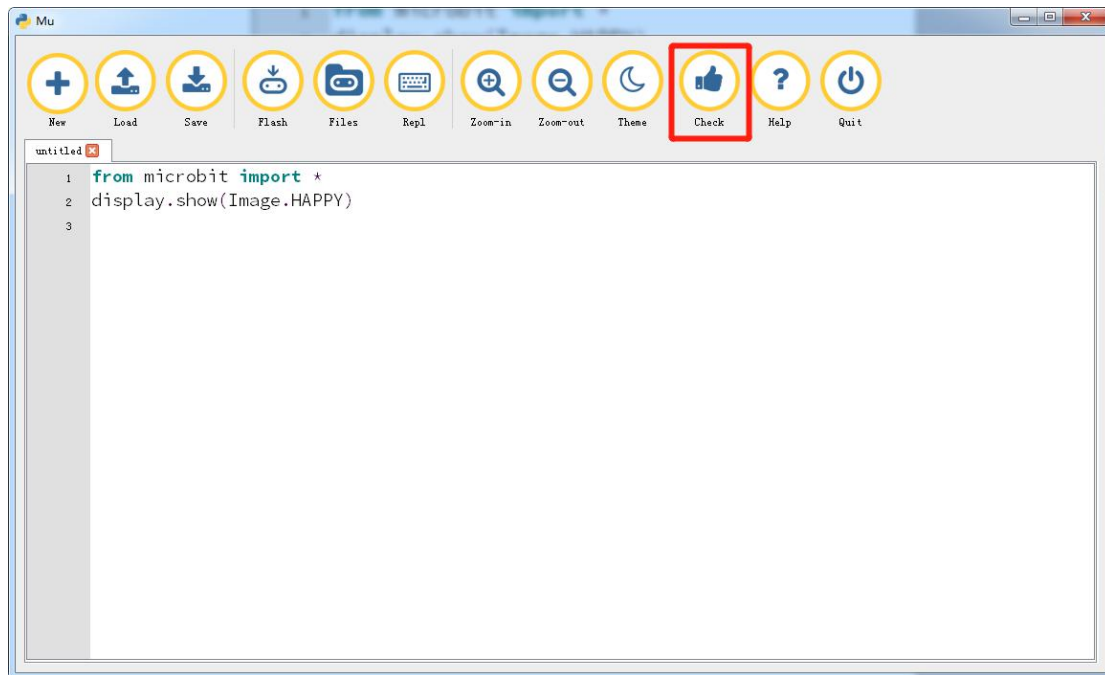 Mu
New Load Save Flash Files Repl Zoom-in Zoom-out Theme Check Help Quit
untitled
1 from microbit import *
2 display.show(Image.HAPPY)
3